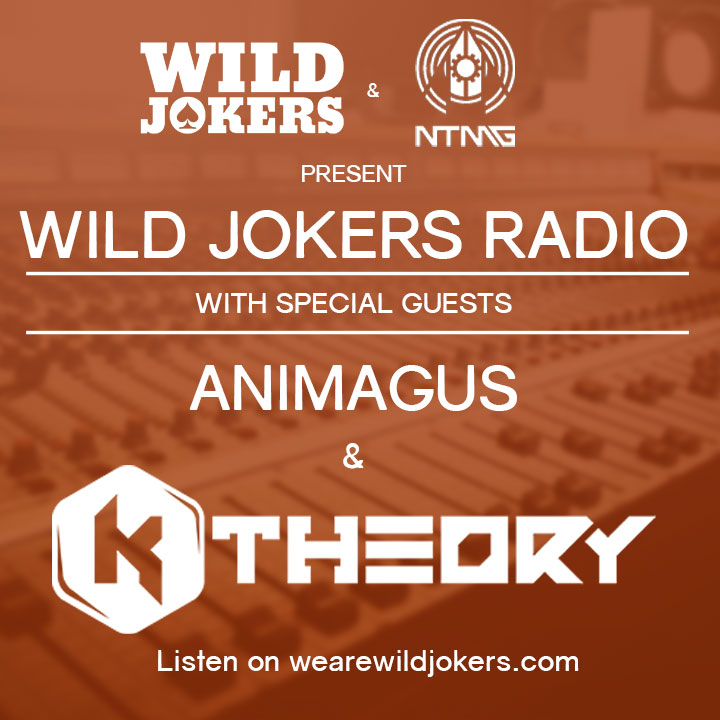 WILD
JOKERS
&
NTMG
PRESENT
WILD JOKERS RADIO
WITH SPECIAL GUESTS
ANIMAGUS
&
K THEORY
Listen on wearewildjokers.com